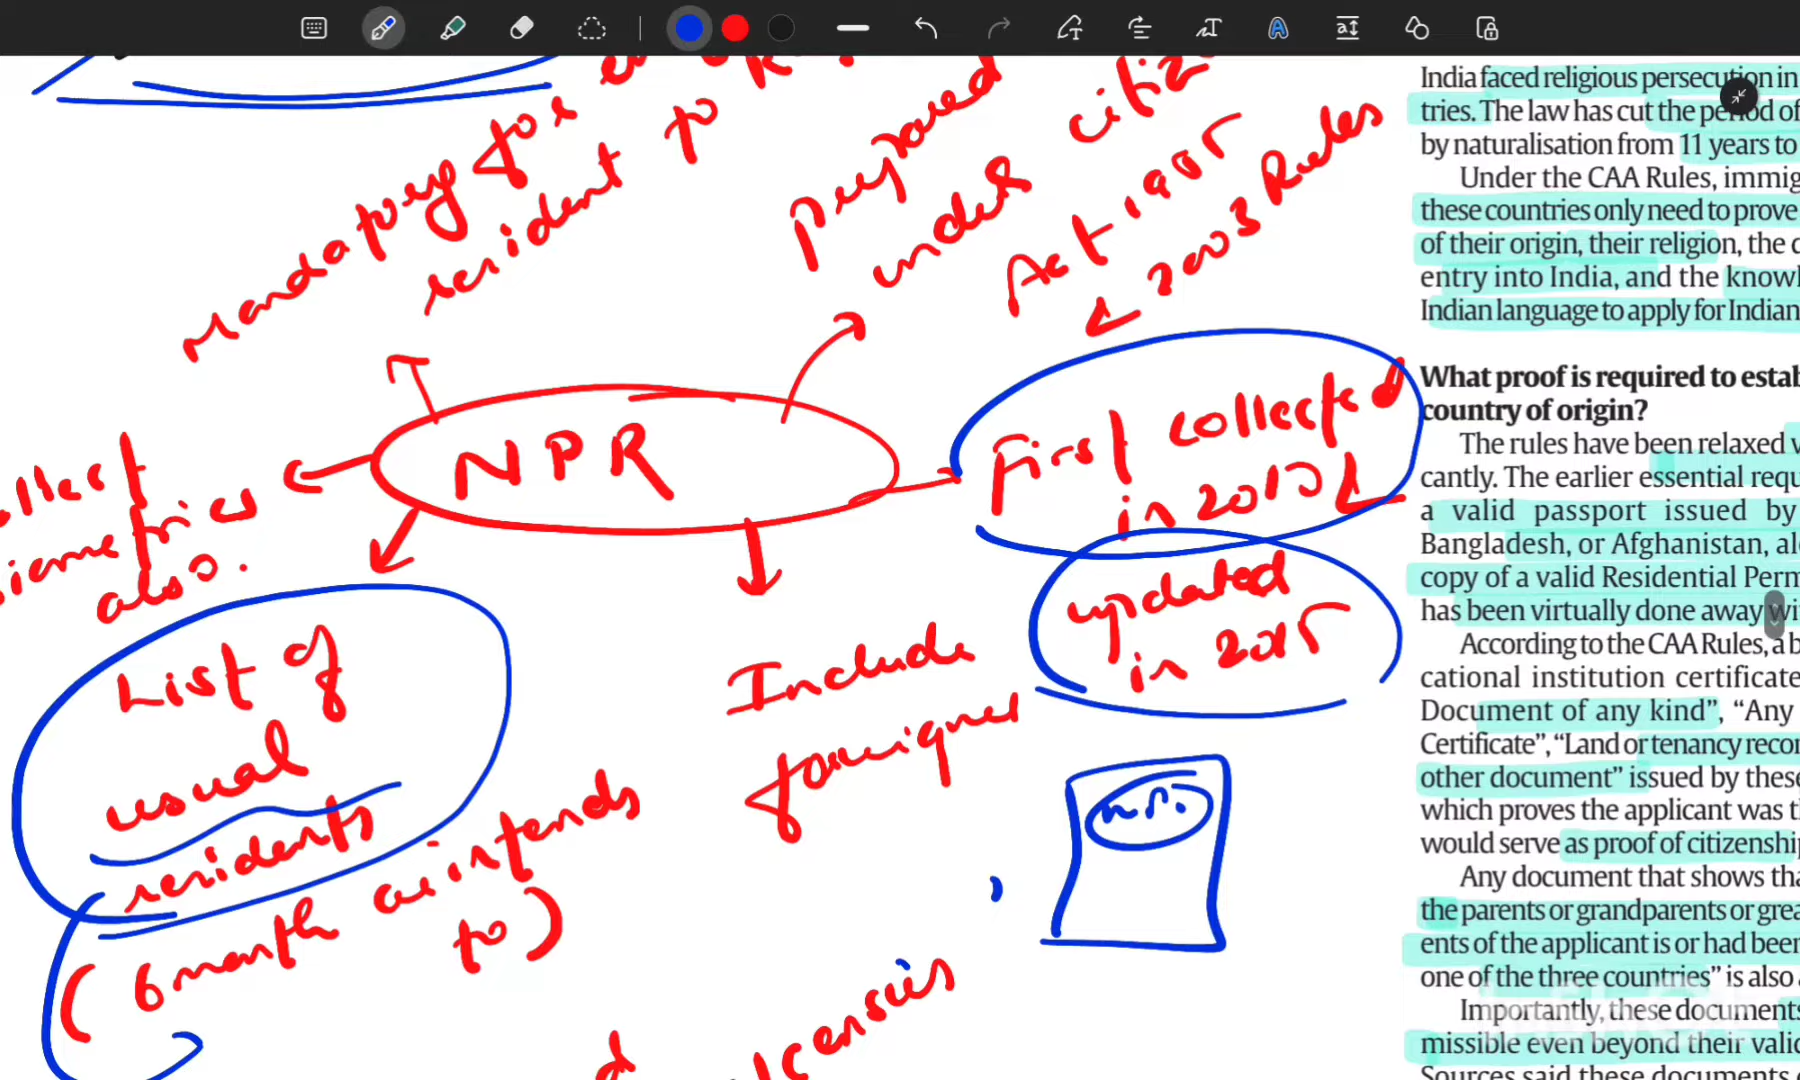 Mandatory for
resident to
prepared
under citiz
Act 1955
2003 Rules
NPR
First collected
in 2010
updated
in 2015
ollect
iometrics
also.
List of
usual
residents
(6 month or intends
to)
Include
foreigner
India faced religious persecution in
tries. The law has cut the period of
by naturalisation from 11 years to
Under the CAA Rules, immig
these countries only need to prove
of their origin, their religion, the d
entry into India, and the knowl
Indian language to apply for Indian
What proof is required to estab
country of origin?
The rules have been relaxed v
cantly. The earlier essential requ
a valid passport issued by
Bangladesh, or Afghanistan, alo
copy of a valid Residential Perm
has been virtually done away wi
According to the CAA Rules, a b
cational institution certificate
Document of any kind”, “Any
Certificate”, “Land or tenancy recor
other document” issued by these
which proves the applicant was th
would serve as proof of citizenship
Any document that shows tha
the parents or grandparents or grea
ents of the applicant is or had been
one of the three countries” is also a
Importantly, these documents
missible even beyond their valid
Sources said these documents